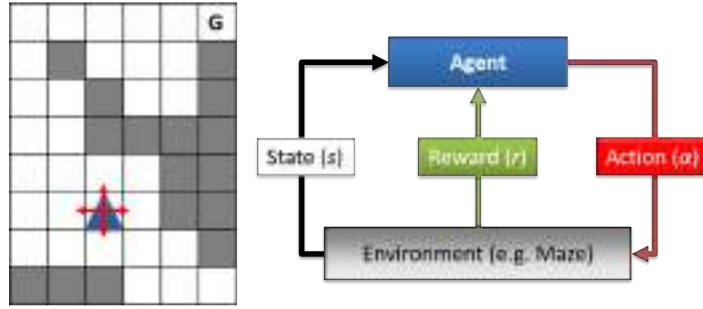 G
Agent
State (s)
Reward (r)
Action (α)
Environment (e.g. Maze)